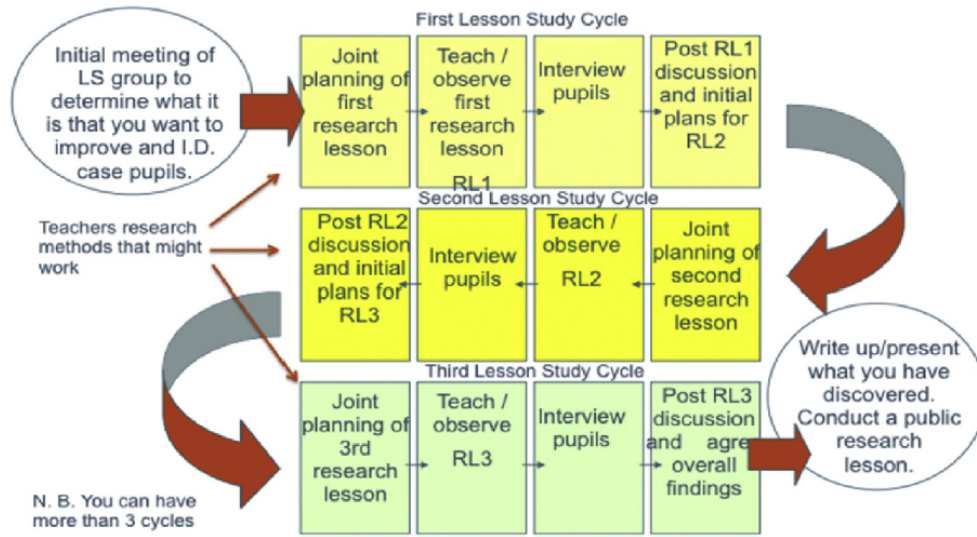 First Lesson Study Cycle
Initial meeting of
LS group to
determine what it
is that you want to
improve and I.D.
case pupils.
Joint
planning of
first
research
lesson
Teach /
observe
first
research
lesson
RL1
Interview
pupils
Post RL1
discussion
and initial
plans for
RL2
Second Lesson Study Cycle
Teachers research
methods that might
work
Post RL2
discussion
and initial
plans for
RL3
Interview
pupils
Teach /
observe
RL2
Joint
planning of
second
research
lesson
Third Lesson Study Cycle
Joint
planning of
3rd
research
lesson
Teach /
observe
RL3
Interview
pupils
Post RL3
discussion
and agre
overall
findings
Write up/present
what you have
discovered.
Conduct a public
research
lesson.
N. B. You can have
more than 3 cycles